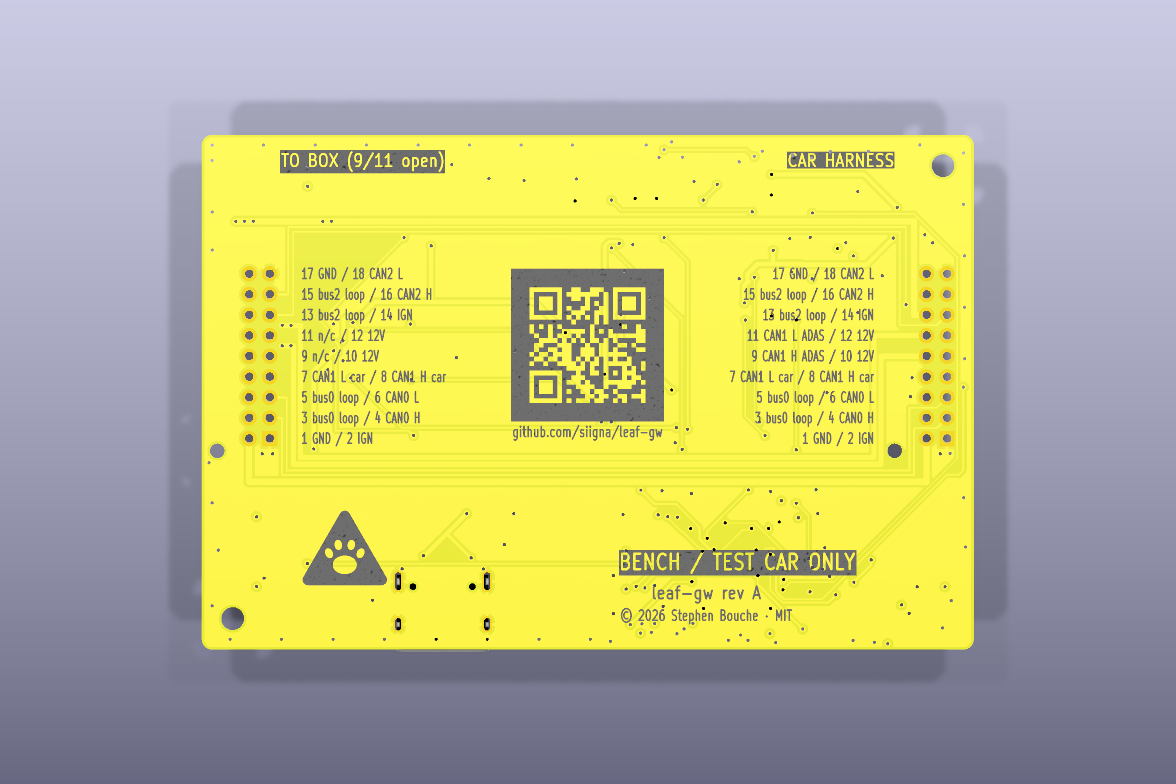 TO BOX (9/11 open)
CAR HARNESS
17 GND / 18 CAN2 L
15 bus2 loop / 16 CAN2 H
13 bus2 loop / 14 IGN
11 n/c / 12 12V
9 n/c / 10 12V
7 CAN1 L car / 8 CAN1 H car
5 bus0 loop / 6 CAN0 L
3 bus0 loop / 4 CAN0 H
1 GND / 2 IGN
17 GND / 18 CAN2 L
15 bus2 loop / 16 CAN2 H
13 bus2 loop / 14 IGN
11 CAN1 L ADAS / 12 12V
9 CAN1 H ADAS / 10 12V
7 CAN1 L car / 8 CAN1 H car
5 bus0 loop / 6 CAN0 L
3 bus0 loop / 4 CAN0 H
1 GND / 2 IGN
github.com/siigna/leaf-gw
BENCH / TEST CAR ONLY
leaf-gw rev A
© 2026 Stephen Bouche · MIT